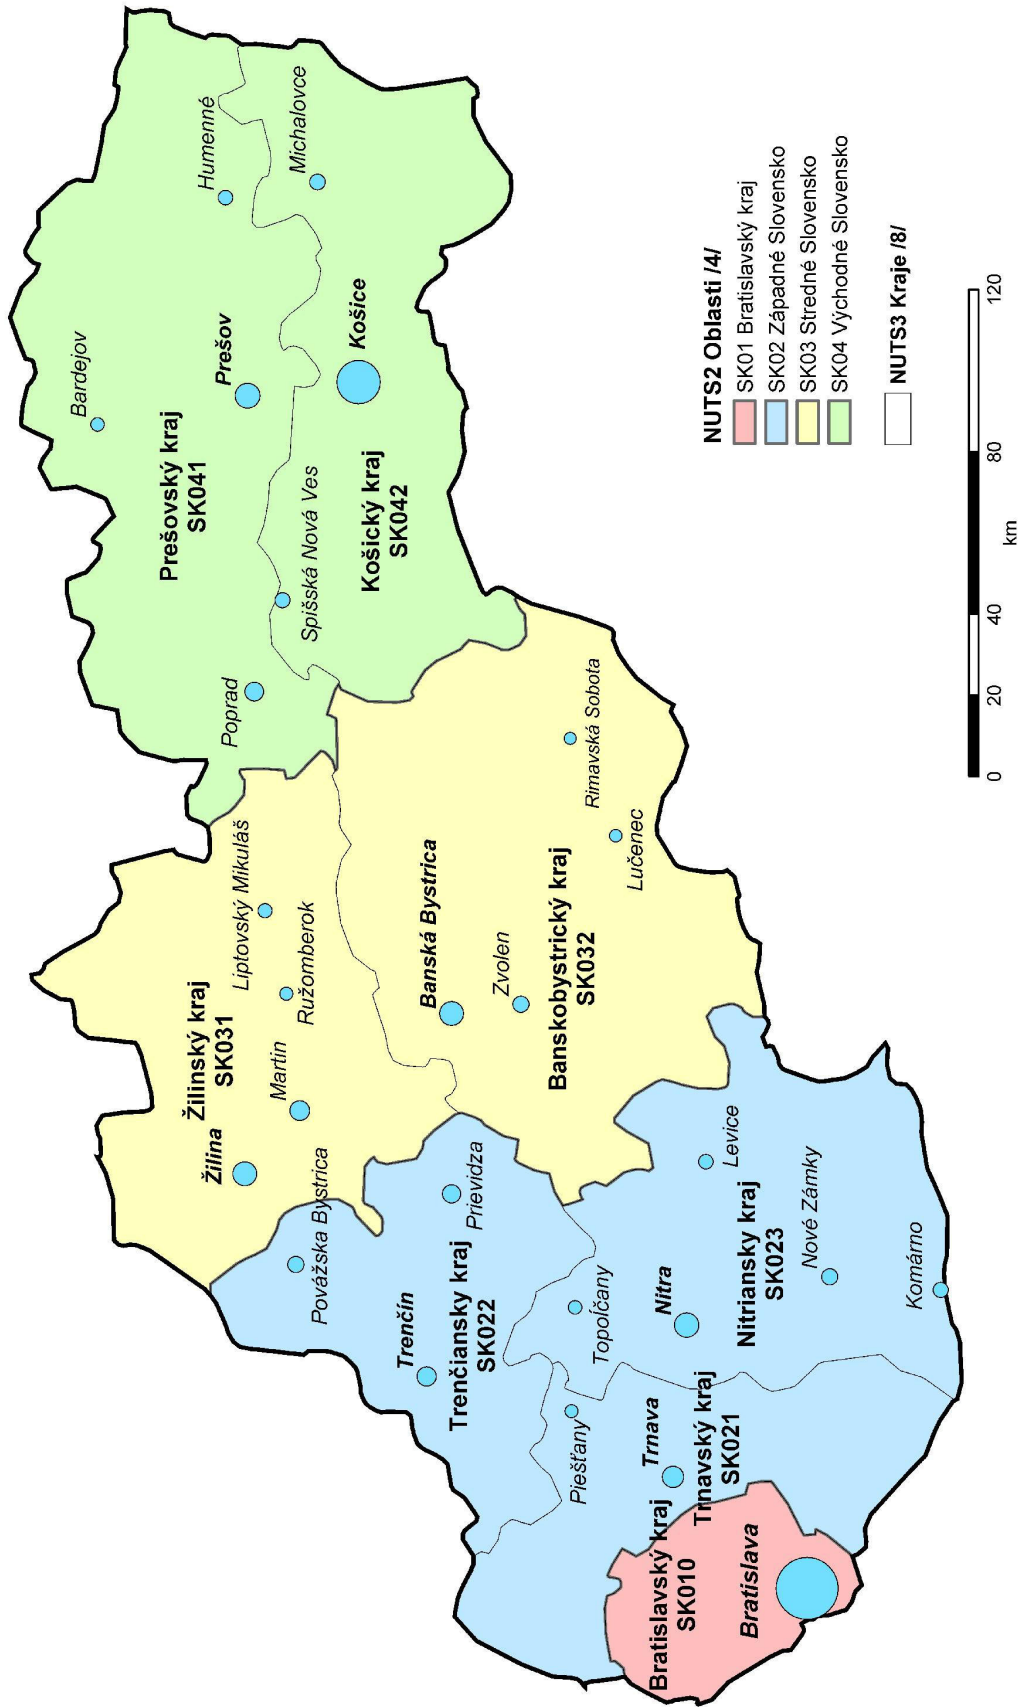 Bardejov
Humenné
Prešovský kraj
SK041
Prešov
Poprad
Michalovce
Spišská Nová Ves
Košice
Košický kraj
SK042
Žilinský kraj
SK031
Žilina
Liptovský Mikuláš
Martin
Ružomberok
Považska Bystrica
Banská Bystrica
Zvolen
Banskobystrický kraj
SK032
Rimavská Sobota
Lučenec
Trenčín
Trenčiansky kraj
SK022
Prievidza
Piešťany
Topoľčany
Nitra
Levice
Nitriansky kraj
SK023
Nové Zámky
Komárno
Trnava
Trnavský kraj
SK021
Bratislavský kraj
SK010
Bratislava
NUTS2 Oblasti /4/
SK01 Bratislavský kraj
SK02 Západné Slovensko
SK03 Stredné Slovensko
SK04 Východné Slovensko
NUTS3 Kraje /8/
0 20 40 80 120
km